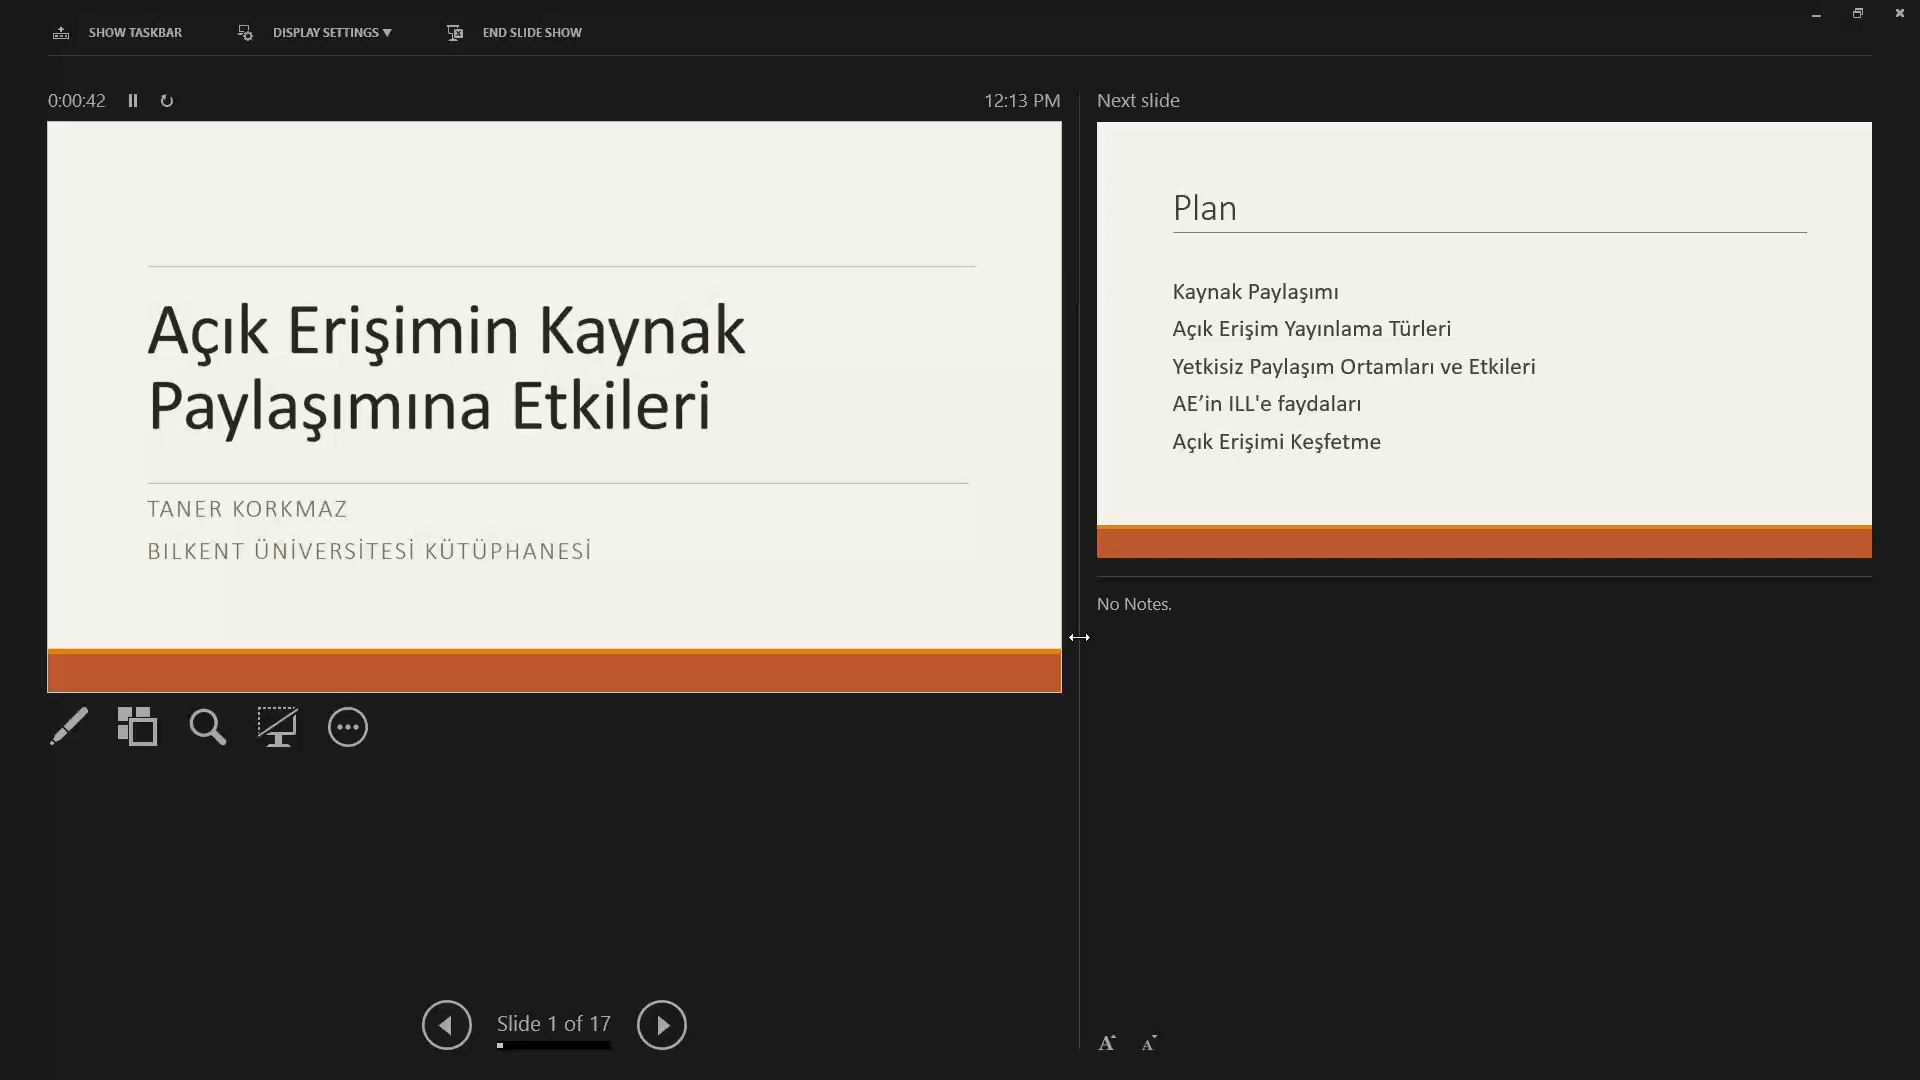 SHOW TASKBAR
DISPLAY SETTINGS ▼
END SLIDE SHOW
0:00:42
12:13 PM
Açık Erişimin Kaynak
Paylaşımına Etkileri
TANER KORKMAZ
BILKENT ÜNİVERSİTESİ KÜTÜPHANESİ
Slide 1 of 17
Next slide
Plan
Kaynak Paylaşımı
Açık Erişim Yayınlama Türleri
Yetkisiz Paylaşım Ortamları ve Etkileri
AE’in ILL'e faydaları
Açık Erişimi Keşfetme
No Notes.
A A